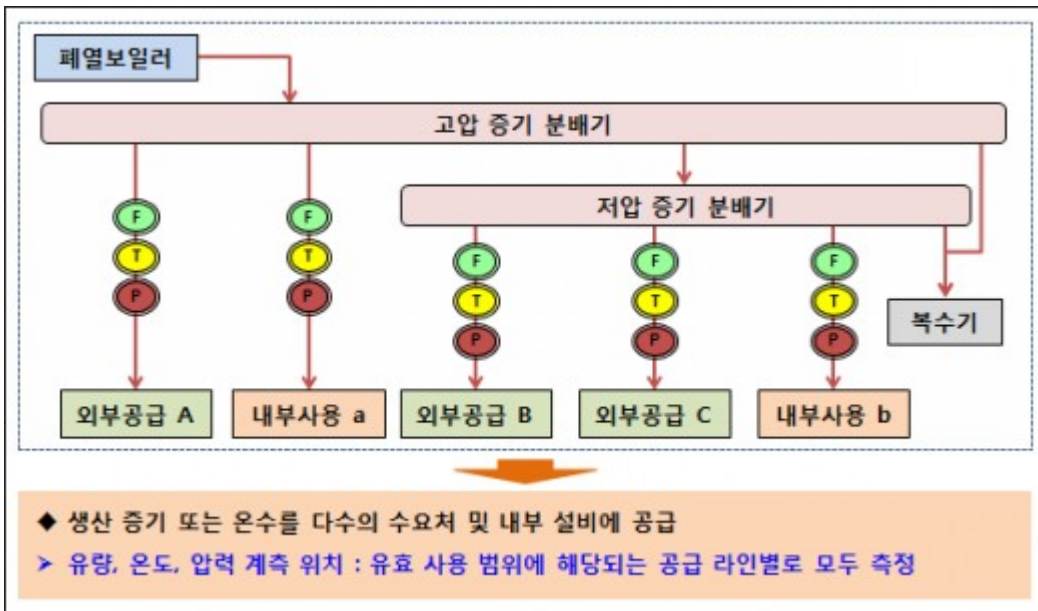 폐열보일러
고압 증기 분배기
저압 증기 분배기
F
F
T
T
P
P
F
F
F
T
T
T
P
P
P
복수기
외부공급 A
내부사용 a
외부공급 B
외부공급 C
내부사용 b
◆ 생산 증기 또는 온수를 다수의 수요처 및 내부 설비에 공급
➤ 유량, 온도, 압력 계측 위치 : 유효 사용 범위에 해당되는 공급 라인별로 모두 측정